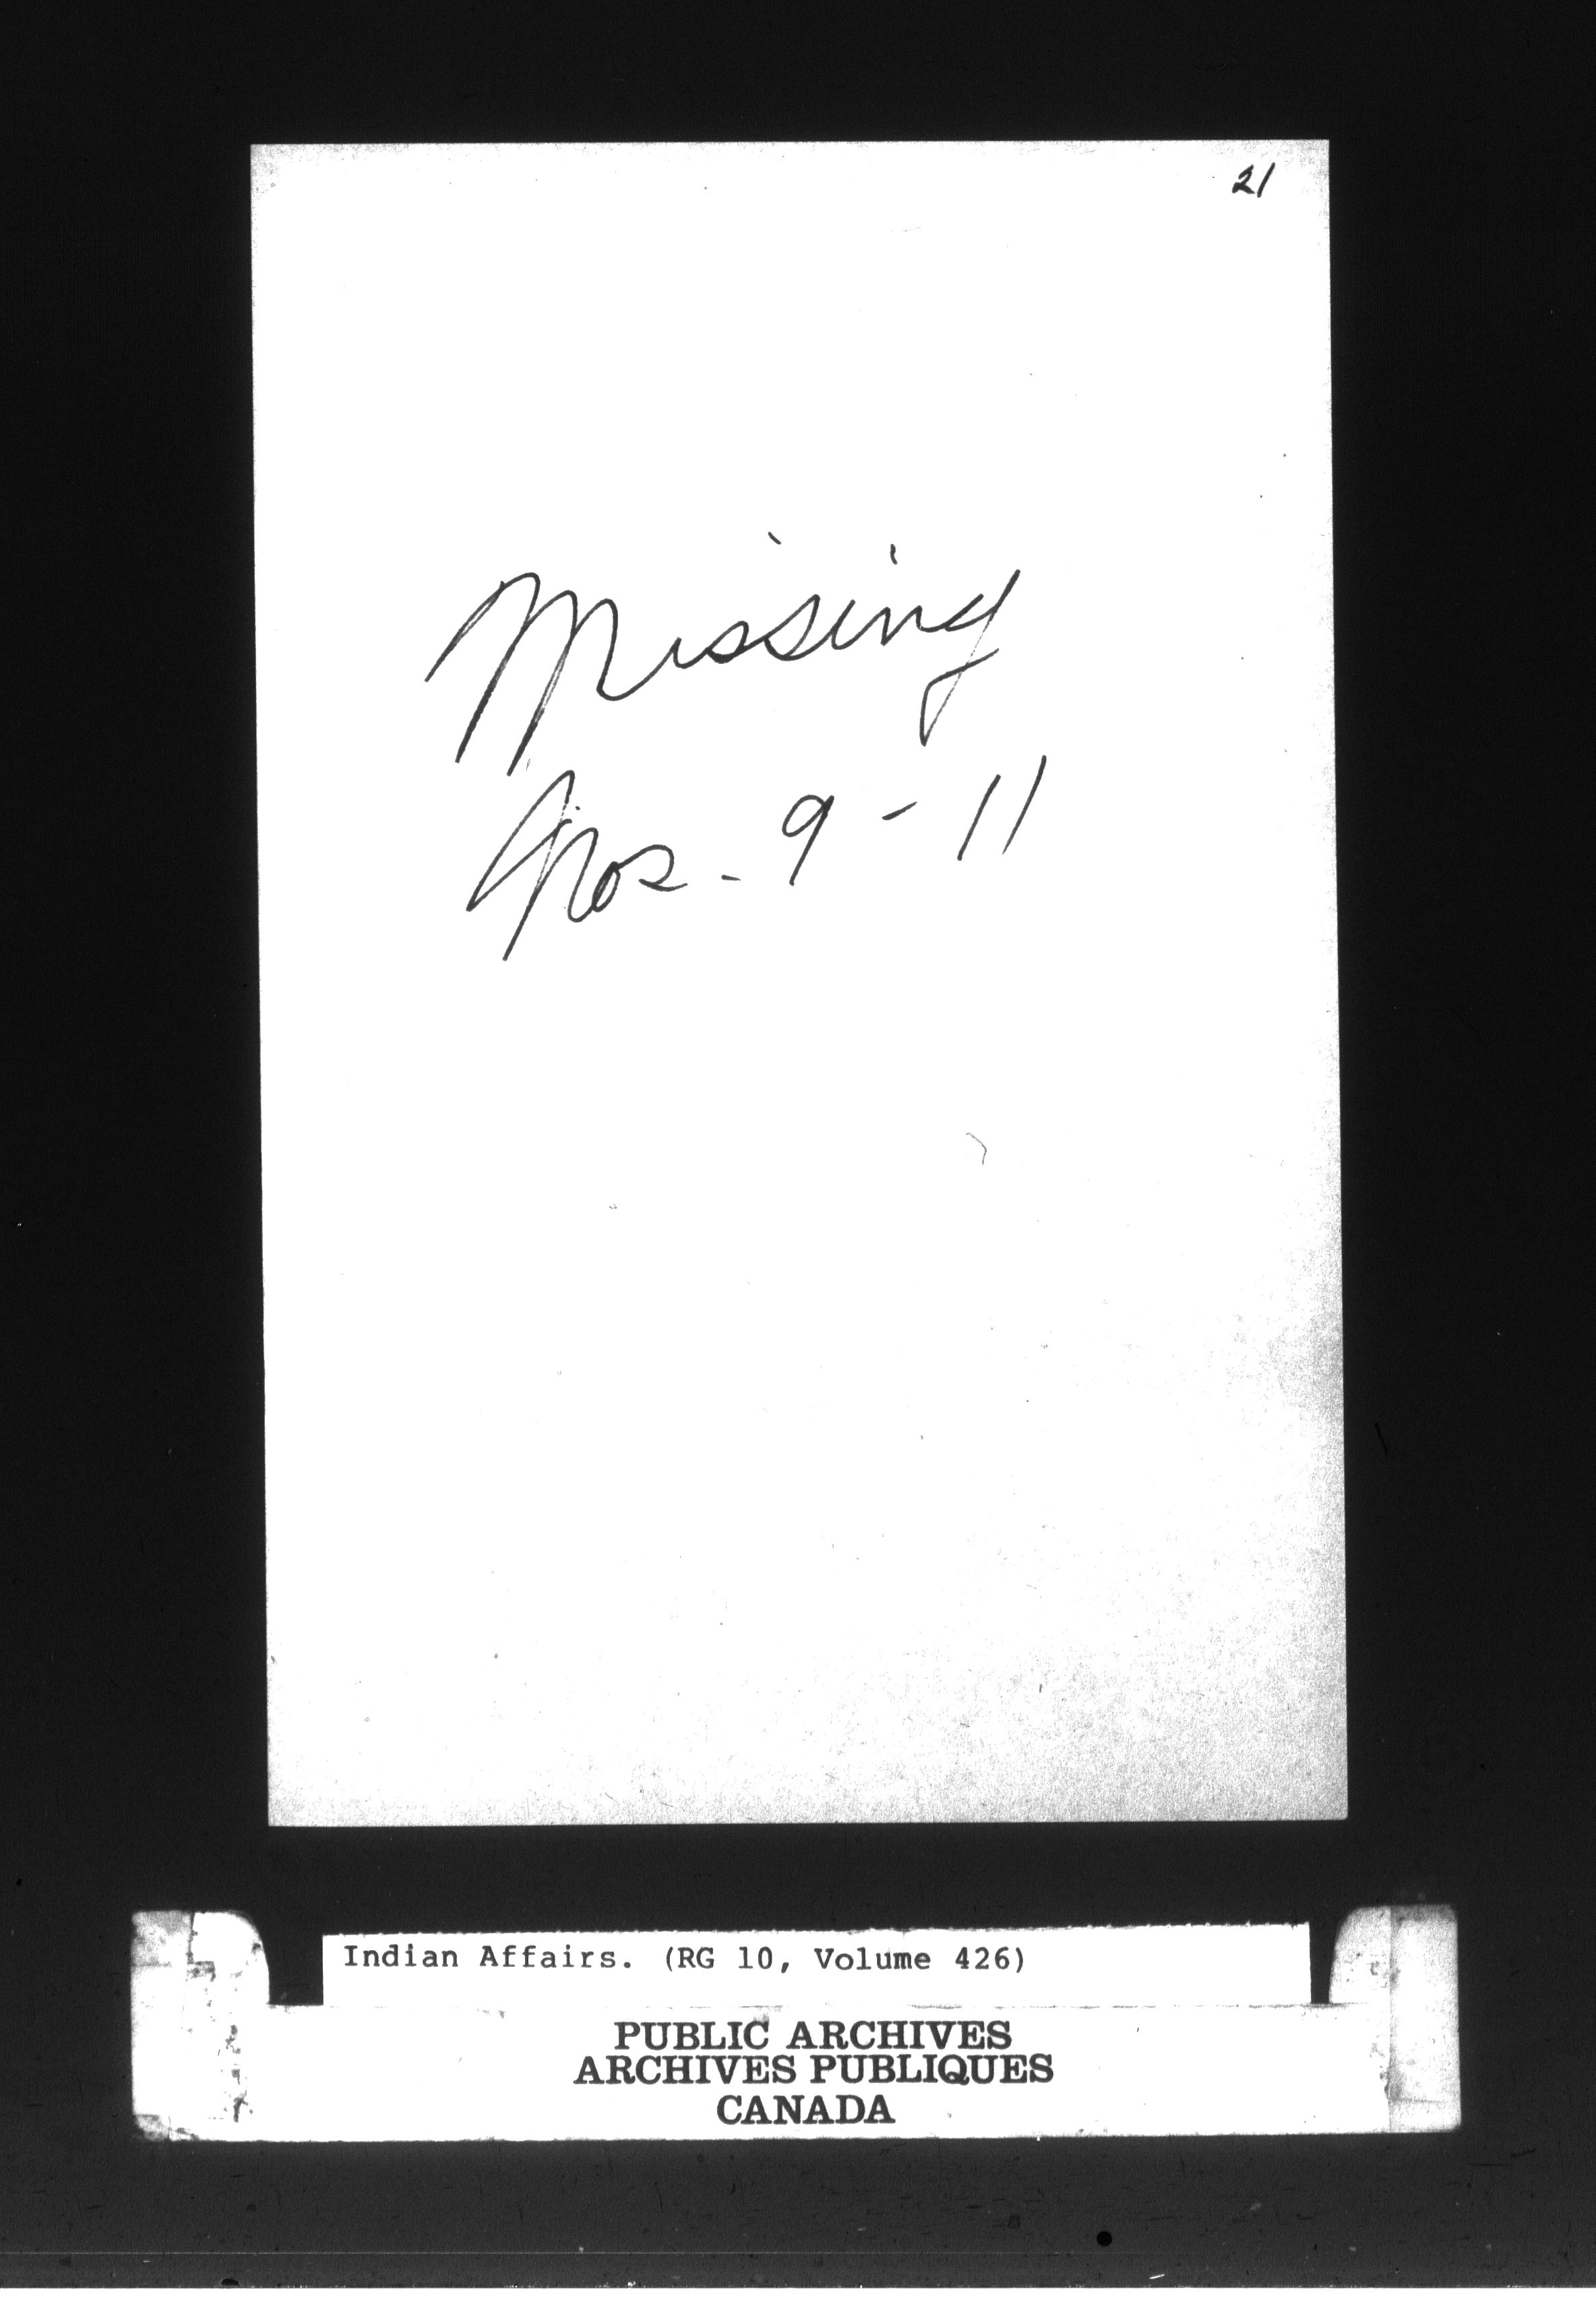 21
Missing
Nos. - 9 - 11
Indian Affairs. (RG 10, Volume 426)
PUBLIC ARCHIVES
ARCHIVES PUBLIQUES
CANADA